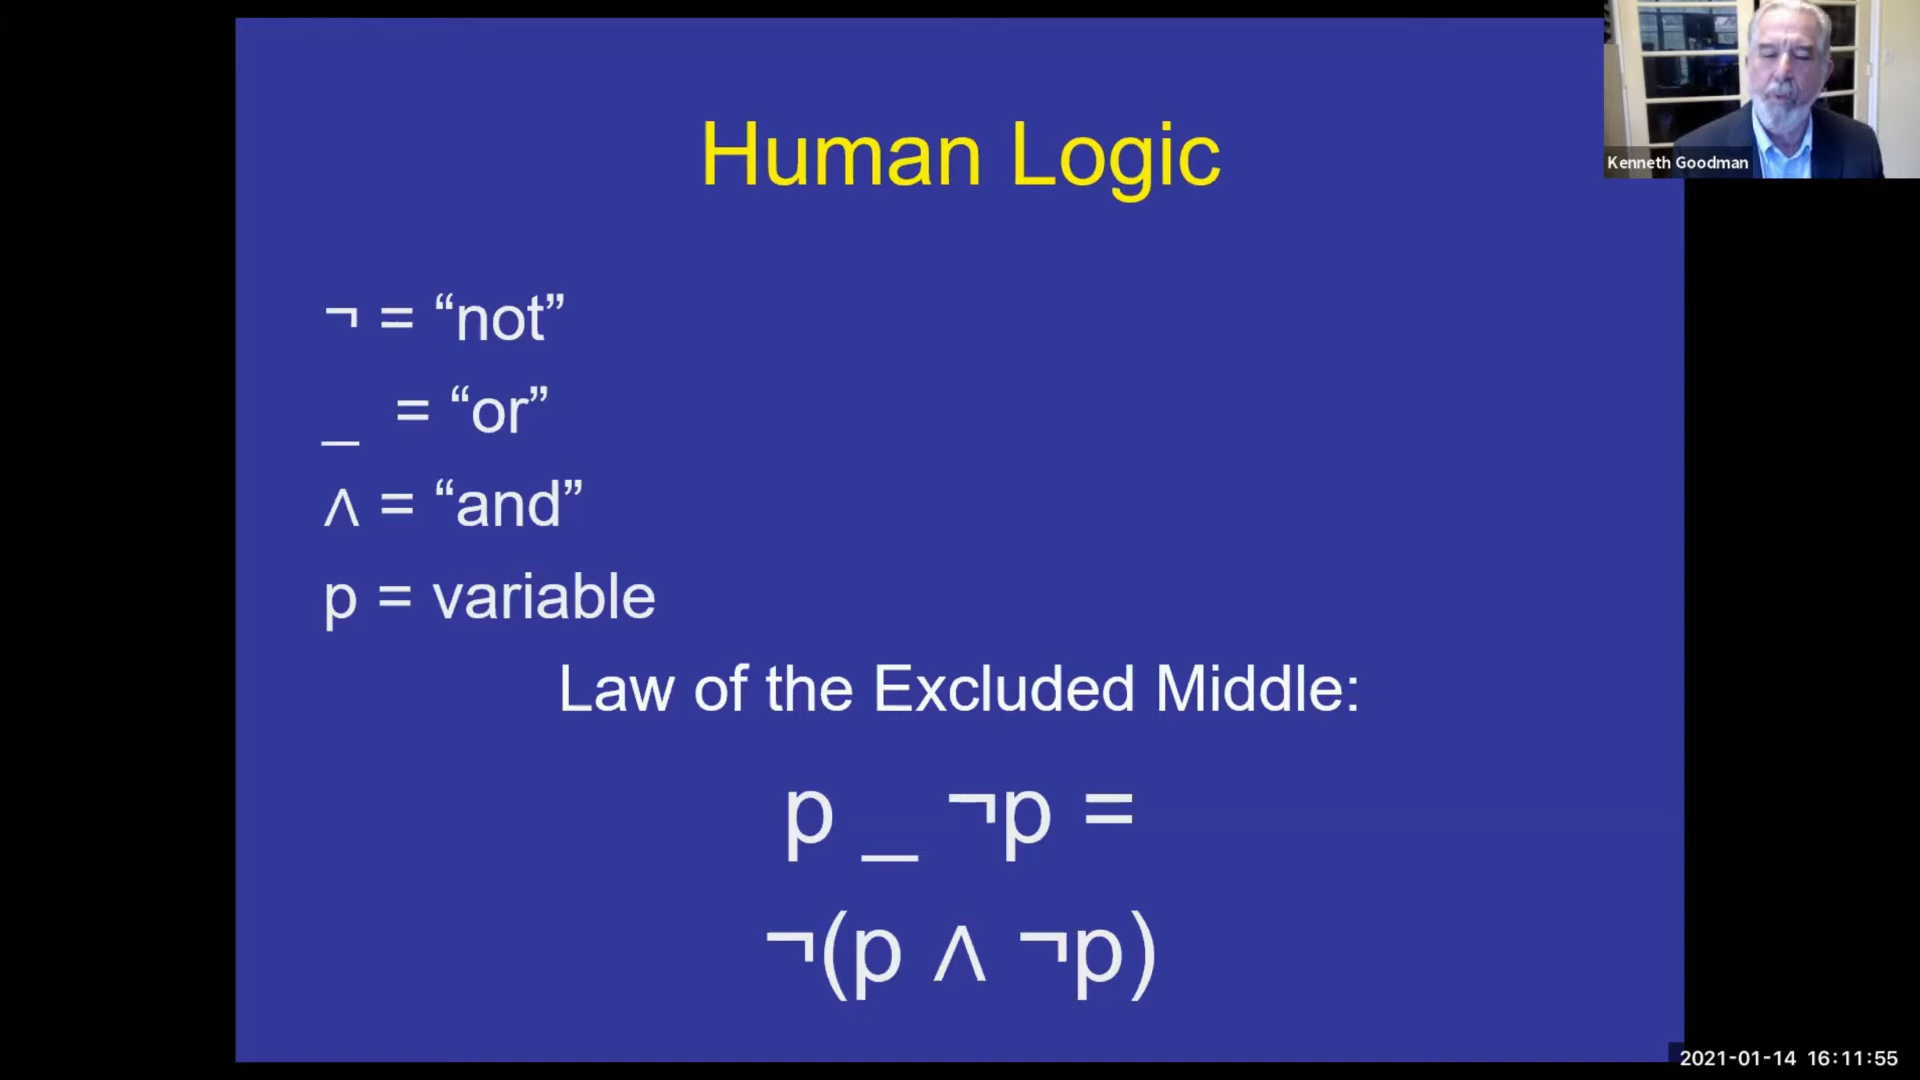 Human Logic
Kenneth Goodman
¬ = “not”
_ = “or”
∧ = “and”
p = variable
Law of the Excluded Middle:
p _ ¬p =
¬(p ∧ ¬p)
2021-01-14 16:11:55